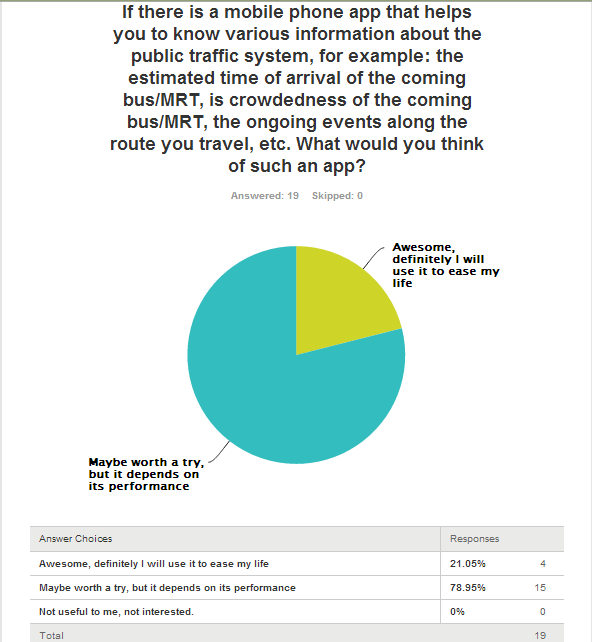 If there is a mobile phone app that helps
you to know various information about the
public traffic system, for example: the
estimated time of arrival of the coming
bus/MRT, is crowdedness of the coming
bus/MRT, the ongoing events along the
route you travel, etc. What would you think
of such an app?
Answered: 19 Skipped: 0
Awesome,
definitely I will
use it to ease my
life
Maybe worth a try,
but it depends on
its performance
Answer Choices Responses
Awesome, definitely I will use it to ease my life 21.05% 4
Maybe worth a try, but it depends on its performance 78.95% 15
Not useful to me, not interested. 0% 0
Total 19